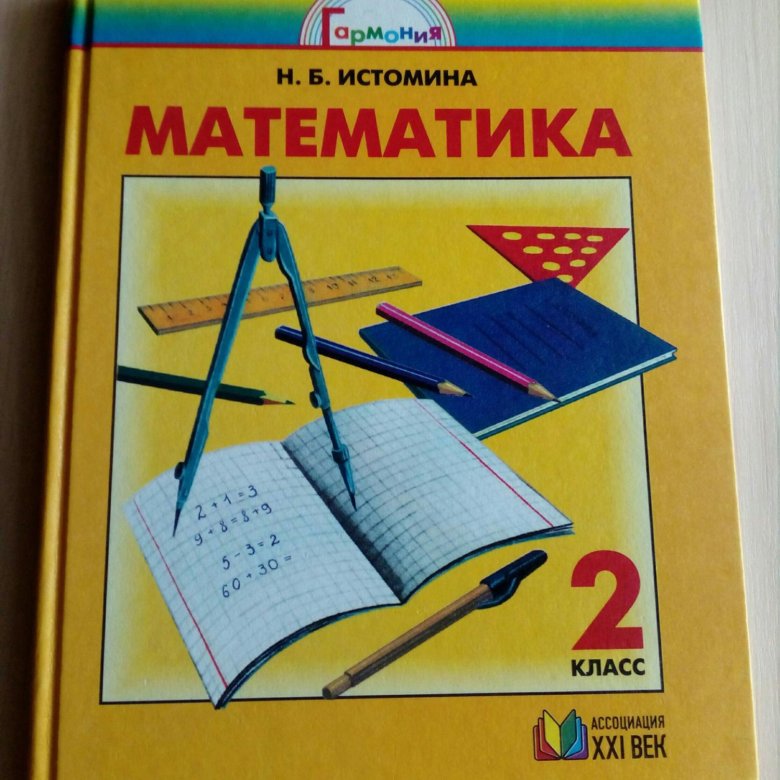 Гармония
Н. Б. ИСТОМИНА
МАТЕМАТИКА
2+1=3
9+8=8+9
5-3=2
60+30=
2
КЛАСС
АССОЦИАЦИЯ
XXI ВЕК